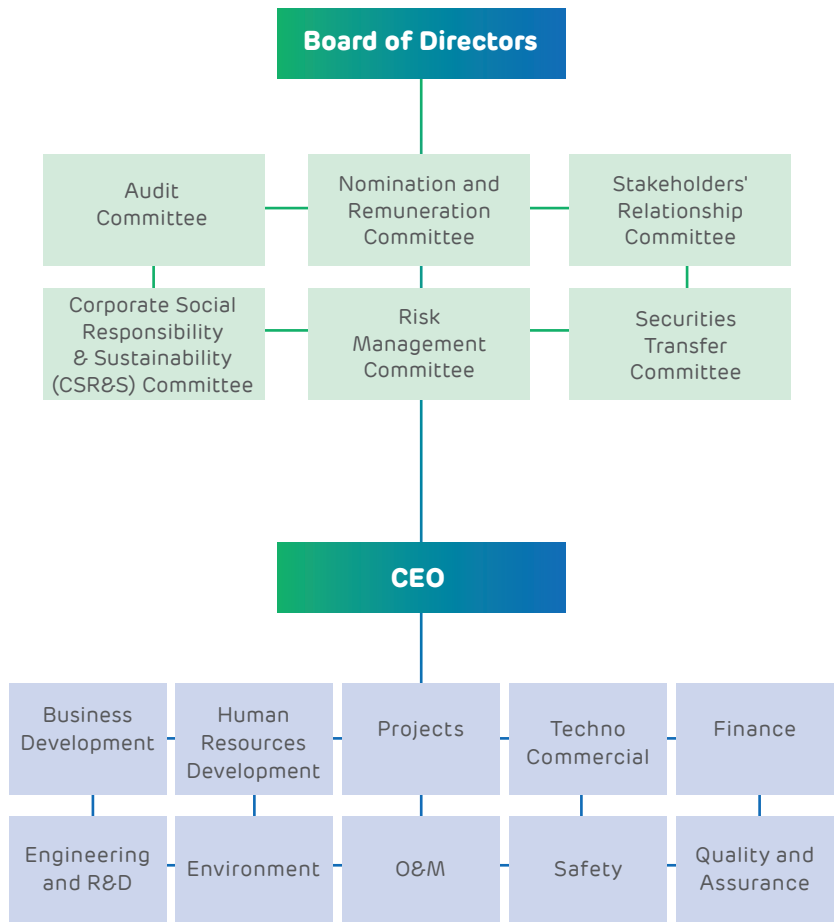 Board of Directors
Audit
Committee
Nomination and
Remuneration
Committee
Stakeholders'
Relationship
Committee
Corporate Social
Responsibility
& Sustainability
(CSR&S) Committee
Risk
Management
Committee
Securities
Transfer
Committee
CEO
Business
Development
Human
Resources
Development
Projects
Techno
Commercial
Finance
Engineering
and R&D
Environment
O&M
Safety
Quality and
Assurance